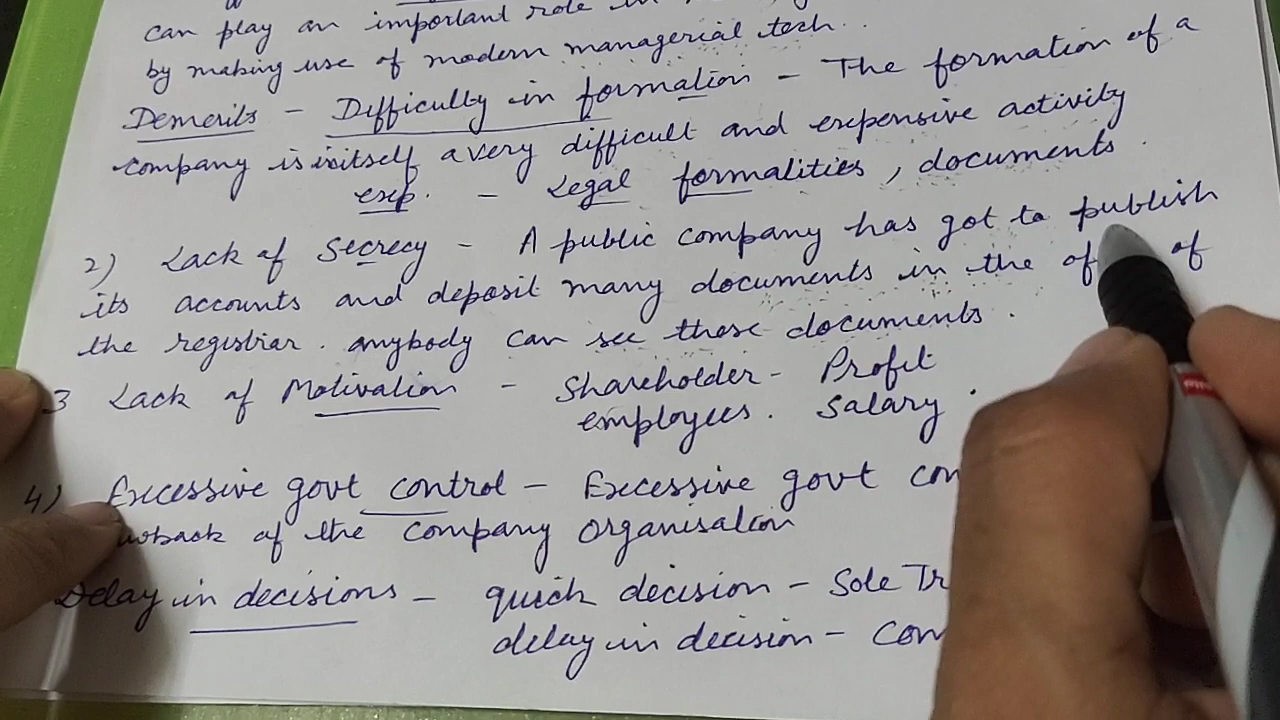 can play an important role in
by making use of modern managerial tech..
Demerits - Difficulty in formation - The formation of a
company is initself a very difficult and expensive activity
exp. - Legal formalities, documents.
2) Lack of Secrecy - A public company has got to publish
its accounts and deposit many documents in the of of
the registrar. anybody can see these documents.
3 Lack of Motivation - Shareholder - Profit
employees. Salary.
4) Excessive govt control - Excessive govt con
wback of the company organisation
Delay in decisions - quick decision - Sole Tr
delay in decision - Com